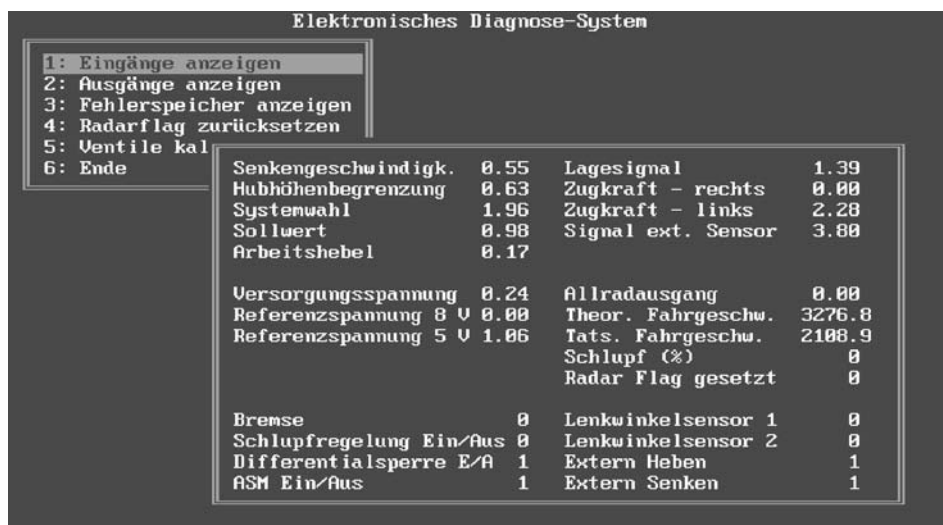 Elektronisches Diagnose-System
1: Eingänge anzeigen
2: Ausgänge anzeigen
3: Fehlerspeicher anzeigen
4: Radarflag zurücksetzen
5: Ventile kal
6: Ende
Senkengeschwindigk. 0.55 Lagesignal 1.39
Hubhöhenbegrenzung 0.63 Zugkraft - rechts 0.00
Systemwahl 1.96 Zugkraft - links 2.28
Sollwert 0.98 Signal ext. Sensor 3.80
Arbeitshebel 0.17
Versorgungsspannung 0.24 Allradausgang 0.00
Referenzspannung 8 V 0.00 Theor. Fahrgeschw. 3276.8
Referenzspannung 5 V 1.06 Tats. Fahrgeschw. 2108.9
Schlupf (%) 0
Radar Flag gesetzt 0
Bremse 0 Lenkwinkelsensor 1 0
Schlupfregelung Ein/Aus 0 Lenkwinkelsensor 2 0
Differentialsperre E/A 1 Extern Heben 1
ASM Ein/Aus 1 Extern Senken 1